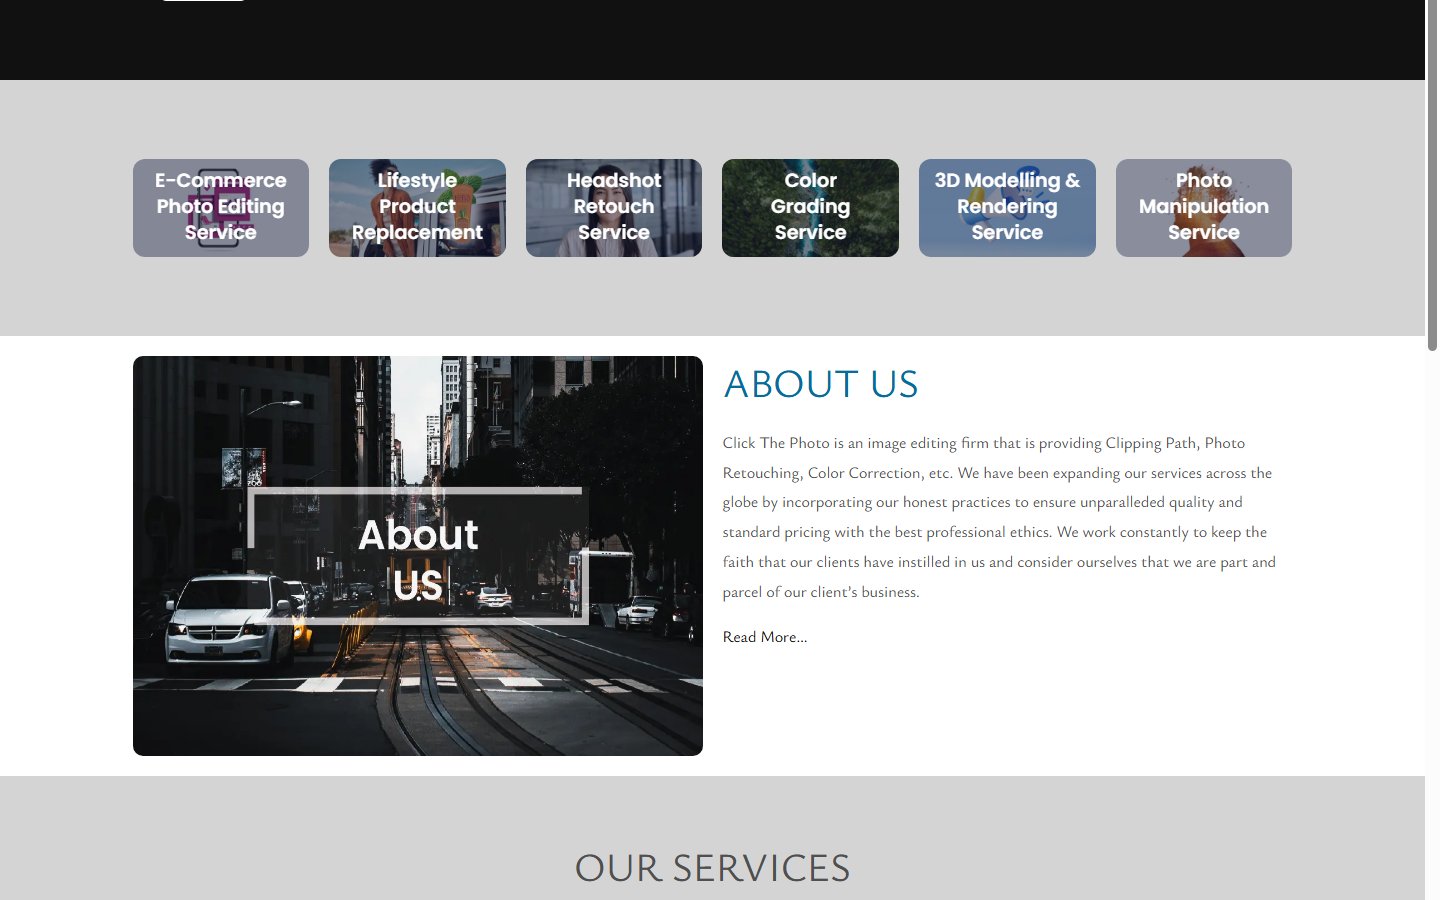 E-Commerce
Photo Editing
Service
Lifestyle
Product
Replacement
Headshot
Retouch
Service
Color
Grading
Service
3D Modelling &
Rendering
Service
Photo
Manipulation
Service
About
US
ABOUT US
Click The Photo is an image editing firm that is providing Clipping Path, Photo
Retouching, Color Correction, etc. We have been expanding our services across the
globe by incorporating our honest practices to ensure unparalleded quality and
standard pricing with the best professional ethics. We work constantly to keep the
faith that our clients have instilled in us and consider ourselves that we are part and
parcel of our client’s business.
Read More...
OUR SERVICES